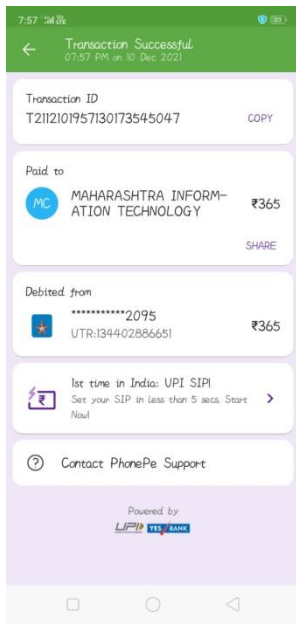 7:57
Transaction Successful
07:57 PM on 10 Dec 2021
Transaction ID
T2112101957130173545047
COPY
Paid to
MC
MAHARASHTRA INFORM-
ATION TECHNOLOGY
₹365
SHARE
Debited from
***********2095
₹365
UTR:134402886651
1st time in India: UPI SIP!
Set your SIP in less than 5 secs. Start
Now!
Contact PhonePe Support
Powered by
UPI YES BANK